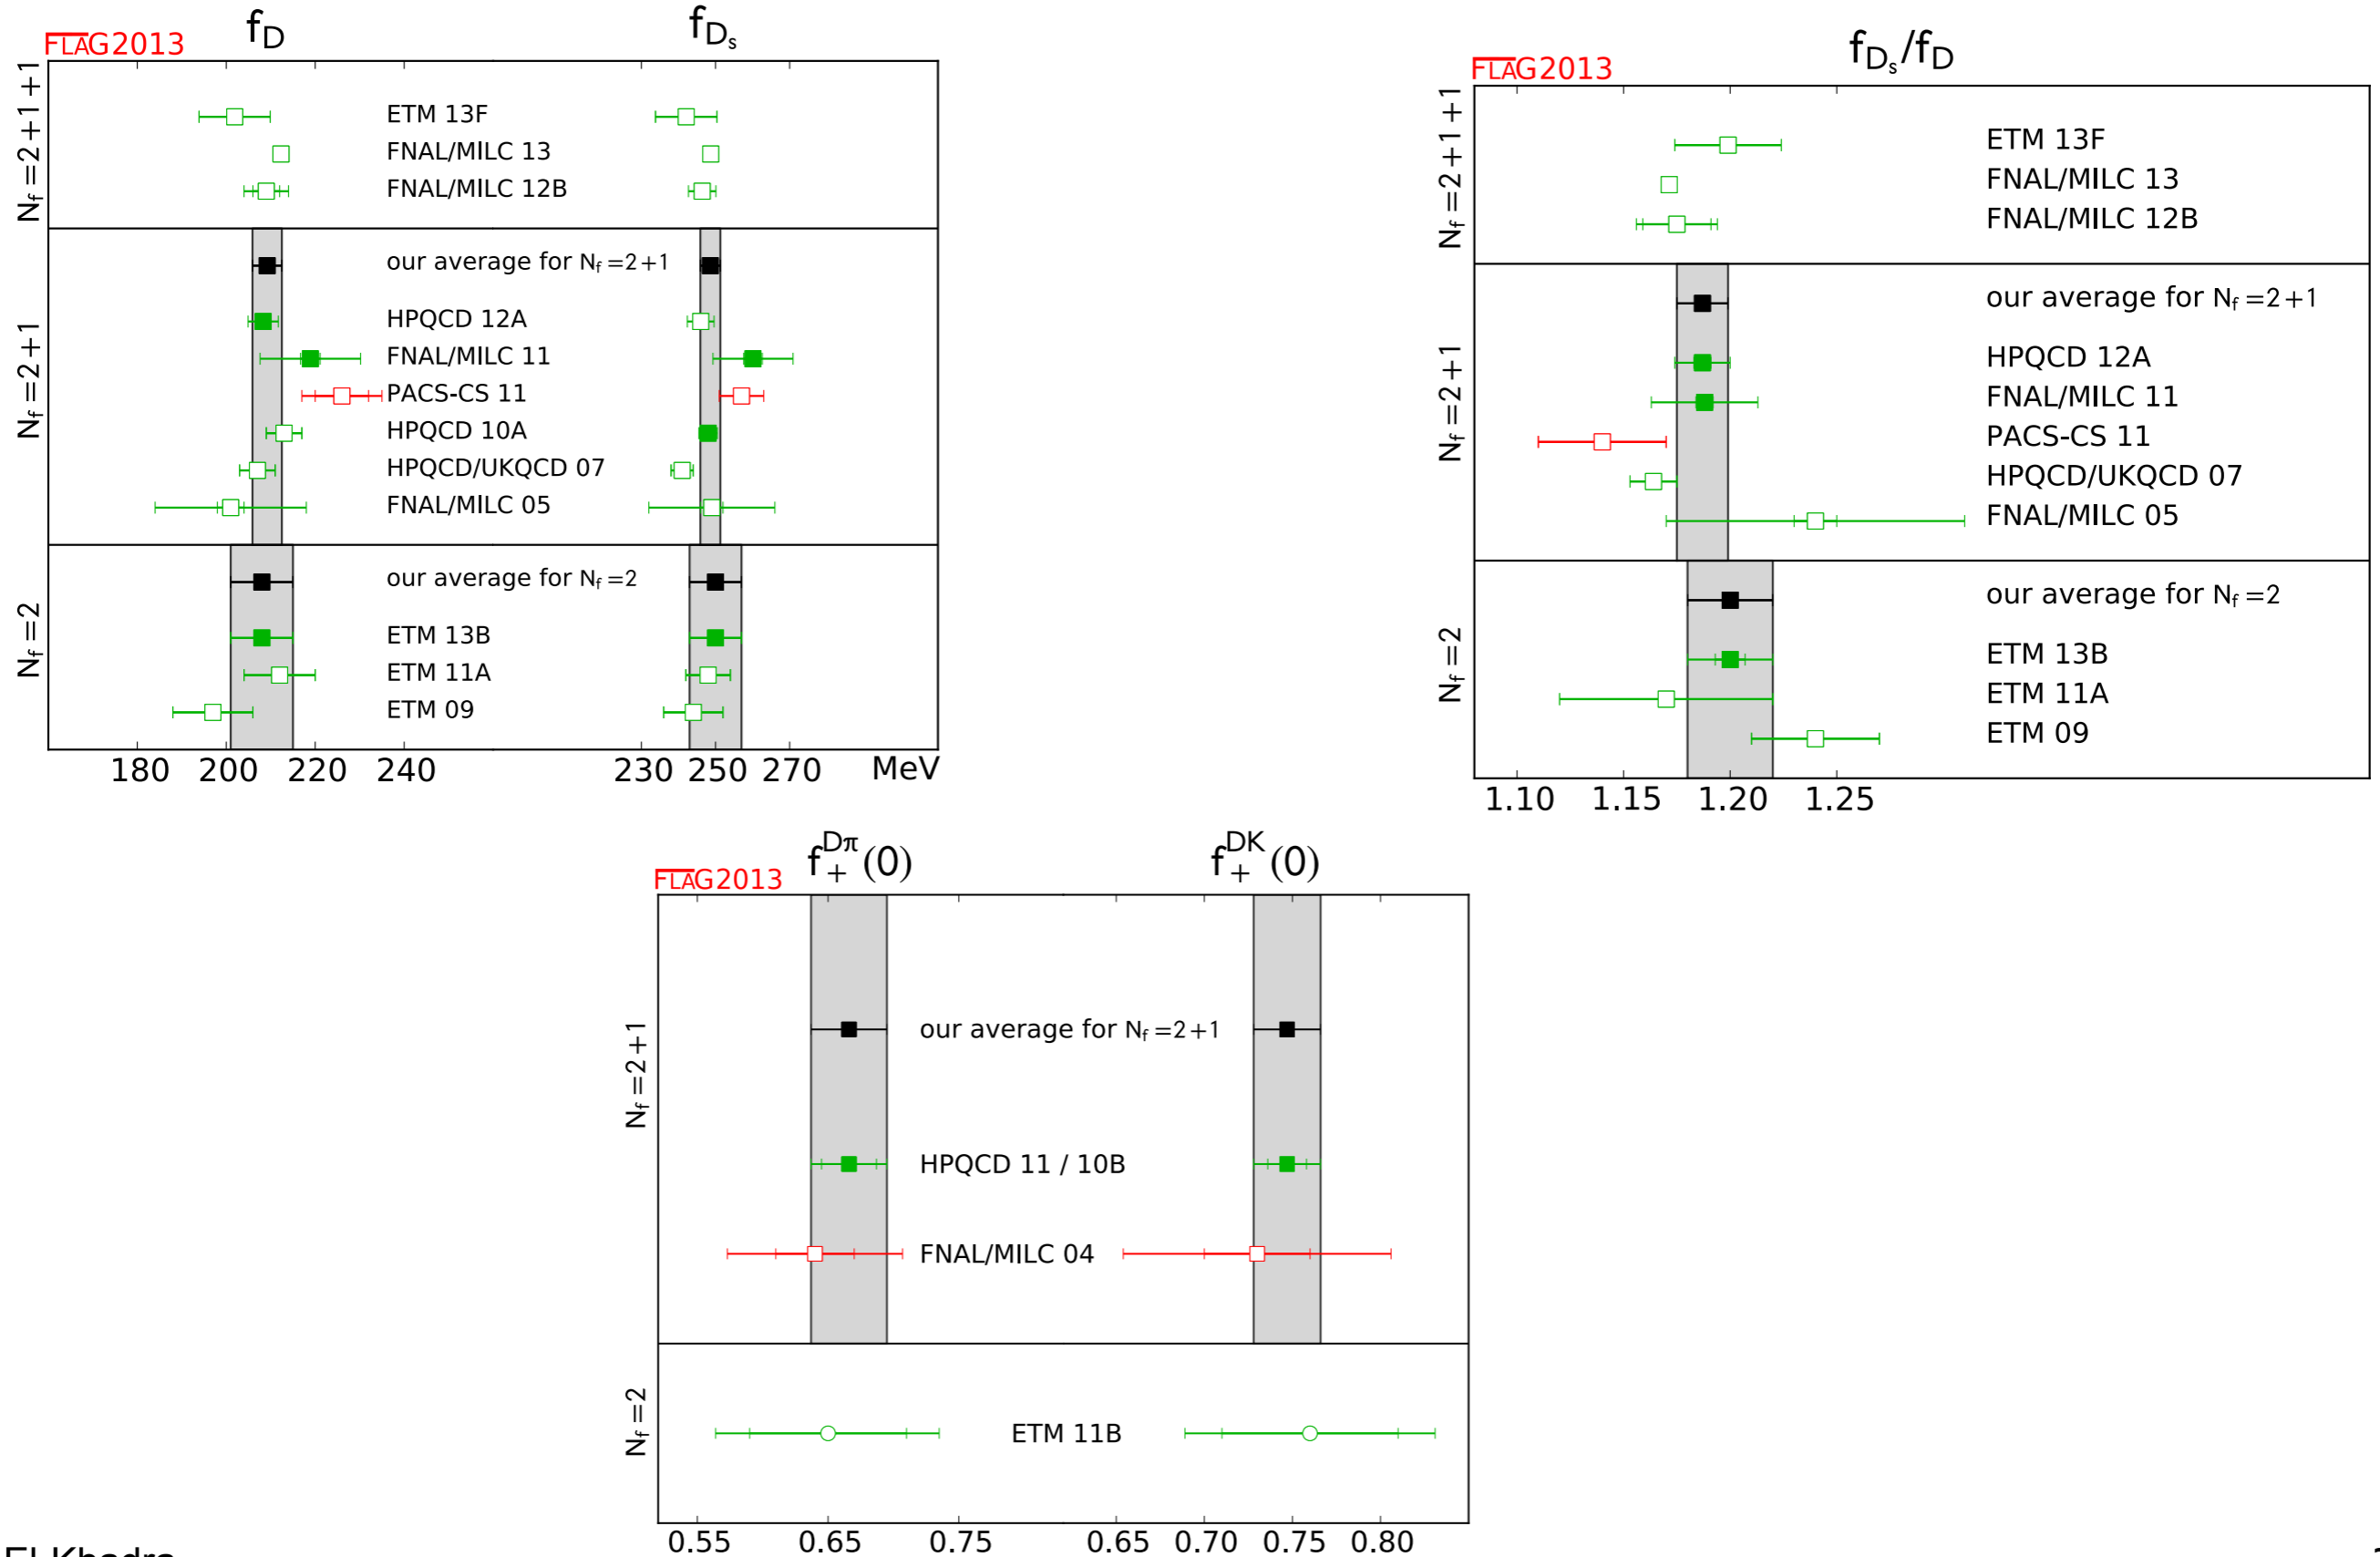 f_D
f_{D_s}
FLAG2013
N_f=2+1+1
ETM 13F
FNAL/MILC 13
FNAL/MILC 12B
N_f=2+1
our average for N_f=2+1
HPQCD 12A
FNAL/MILC 11
PACS-CS 11
HPQCD 10A
HPQCD/UKQCD 07
FNAL/MILC 05
N_f=2
our average for N_f=2
ETM 13B
ETM 11A
ETM 09
180 200 220 240 230 250 270 MeV
f_{D_s}/f_D
FLAG2013
N_f=2+1+1
ETM 13F
FNAL/MILC 13
FNAL/MILC 12B
N_f=2+1
our average for N_f=2+1
HPQCD 12A
FNAL/MILC 11
PACS-CS 11
HPQCD/UKQCD 07
FNAL/MILC 05
N_f=2
our average for N_f=2
ETM 13B
ETM 11A
ETM 09
1.10 1.15 1.20 1.25
f_+^{Dπ}(0)
f_+^{DK}(0)
FLAG2013
N_f=2+1
our average for N_f=2+1
HPQCD 11 / 10B
FNAL/MILC 04
N_f=2
ETM 11B
0.55 0.65 0.75 0.65 0.70 0.75 0.80